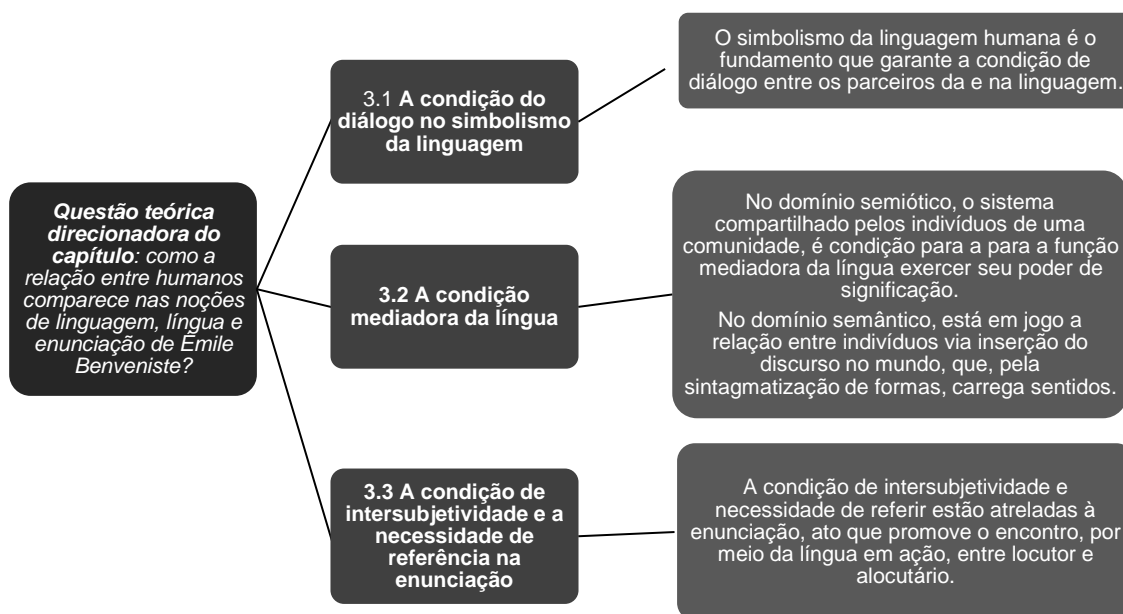 Questão teórica
direcionadora do
capítulo: como a
relação entre humanos
comparece nas noções
de linguagem, língua e
enunciação de Émile
Benveniste?
3.1 A condição do
diálogo no simbolismo
da linguagem
O simbolismo da linguagem humana é o
fundamento que garante a condição de
diálogo entre os parceiros da e na linguagem.
3.2 A condição
mediadora da língua
No domínio semiótico, o sistema
compartilhado pelos indivíduos de uma
comunidade, é condição para a para a função
mediadora da língua exercer seu poder de
significação.
No domínio semântico, está em jogo a
relação entre indivíduos via inserção do
discurso no mundo, que, pela
sintagmatização de formas, carrega sentidos.
3.3 A condição de
intersubjetividade e a
necessidade de
referência na
enunciação
A condição de intersubjetividade e
necessidade de referir estão atreladas à
enunciação, ato que promove o encontro, por
meio da língua em ação, entre locutor e
alocutário.